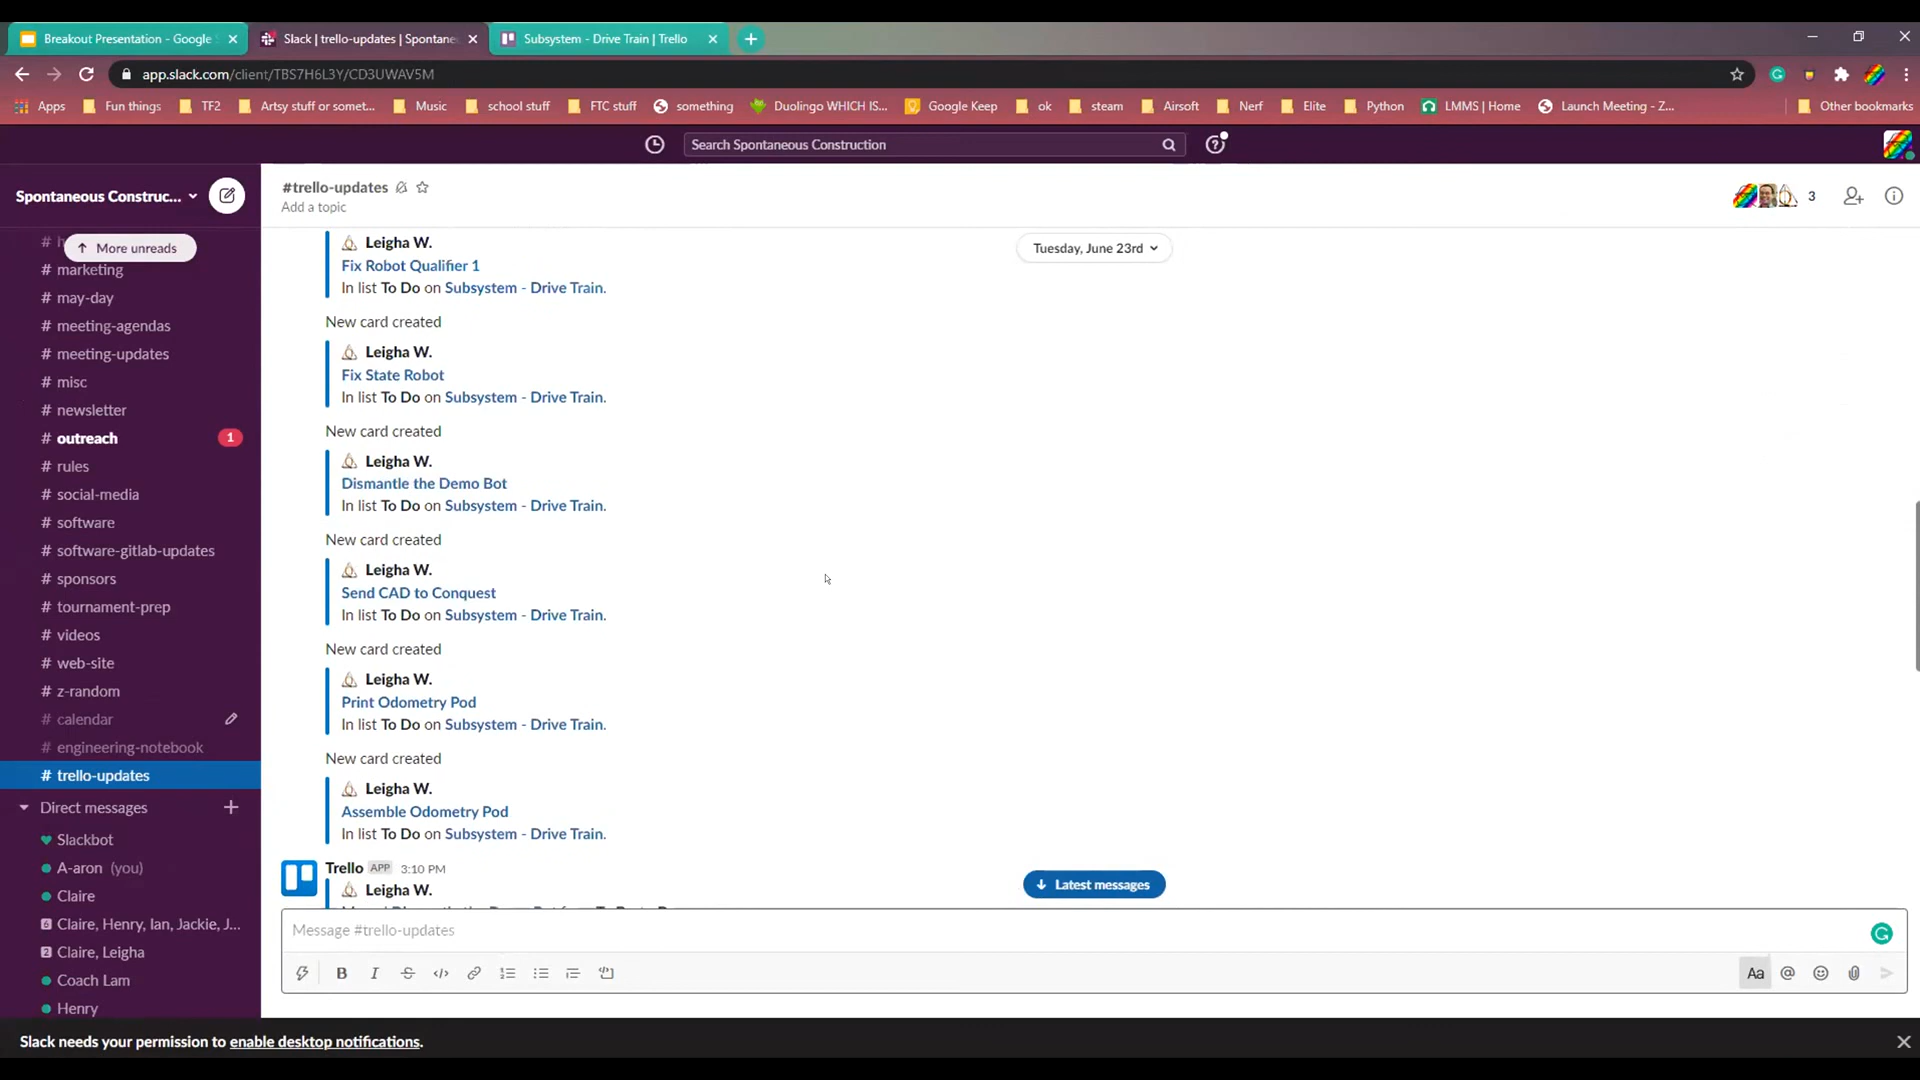 Breakout Presentation - Google
Slack | trello-updates | Spontane
Subsystem - Drive Train | Trello
app.slack.com/client/TBS7H6L3Y/CD3UWAV5M
Apps
Fun things
TF2
Artsy stuff or somet...
Music
school stuff
FTC stuff
something
Duolingo WHICH IS...
Google Keep
ok
steam
Airsoft
Nerf
Elite
Python
LMMS | Home
Launch Meeting - Z...
Other bookmarks
Search Spontaneous Construction
Spontaneous Construc...
More unreads
# marketing
# may-day
# meeting-agendas
# meeting-updates
# misc
# newsletter
# outreach 1
# rules
# social-media
# software
# software-gitlab-updates
# sponsors
# tournament-prep
# videos
# web-site
# z-random
# calendar
# engineering-notebook
# trello-updates
Direct messages
Slackbot
A-aron (you)
Claire
6 Claire, Henry, Ian, Jackie, J...
2 Claire, Leigha
Coach Lam
Henry
#trello-updates
Add a topic
3
Tuesday, June 23rd
Leigha W.
Fix Robot Qualifier 1
In list To Do on Subsystem - Drive Train.
New card created
Leigha W.
Fix State Robot
In list To Do on Subsystem - Drive Train.
New card created
Leigha W.
Dismantle the Demo Bot
In list To Do on Subsystem - Drive Train.
New card created
Leigha W.
Send CAD to Conquest
In list To Do on Subsystem - Drive Train.
New card created
Leigha W.
Print Odometry Pod
In list To Do on Subsystem - Drive Train.
New card created
Leigha W.
Assemble Odometry Pod
In list To Do on Subsystem - Drive Train.
Trello APP 3:10 PM
Leigha W.
Latest messages
Message #trello-updates
B I S </> Aa @
Slack needs your permission to enable desktop notifications.